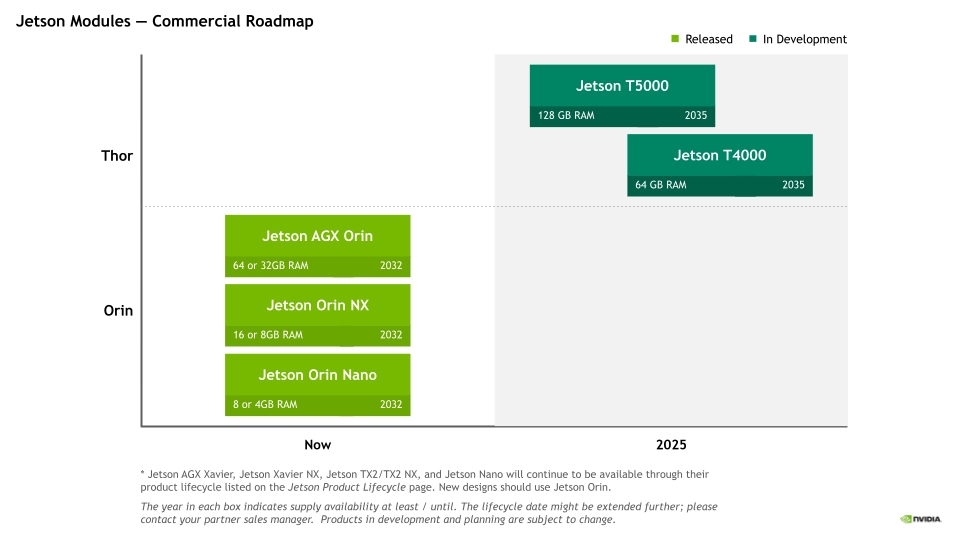 Jetson Modules — Commercial Roadmap
Released
In Development
Jetson T5000
128 GB RAM 2035
Jetson T4000
64 GB RAM 2035
Thor
Jetson AGX Orin
64 or 32GB RAM 2032
Jetson Orin NX
16 or 8GB RAM 2032
Orin
Jetson Orin Nano
8 or 4GB RAM 2032
Now
2025
* Jetson AGX Xavier, Jetson Xavier NX, Jetson TX2/TX2 NX, and Jetson Nano will continue to be available through their
product lifecycle listed on the Jetson Product Lifecycle page. New designs should use Jetson Orin.
The year in each box indicates supply availability at least / until. The lifecycle date might be extended further; please
contact your partner sales manager. Products in development and planning are subject to change.
NVIDIA